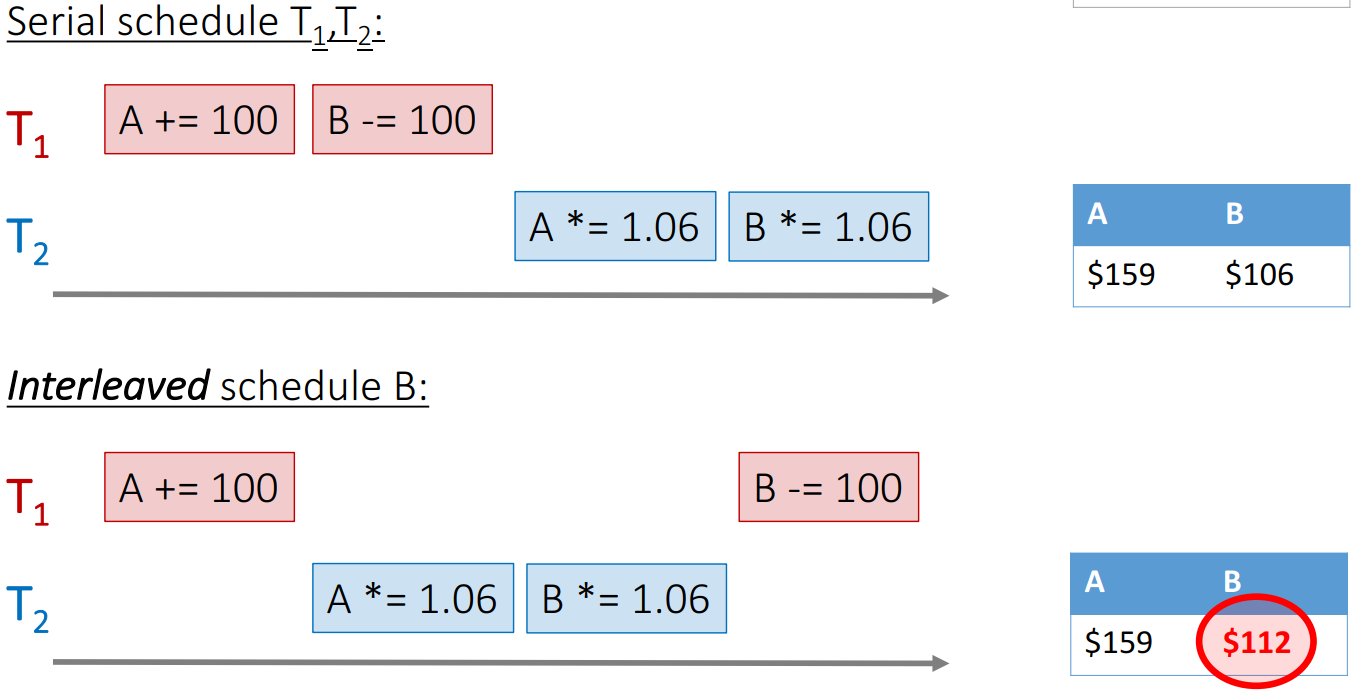 Serial schedule T1,T2:
T1 A += 100 B -= 100
T2 A *= 1.06 B *= 1.06
A B
$159 $106
Interleaved schedule B:
T1 A += 100 B -= 100
T2 A *= 1.06 B *= 1.06
A B
$159 $112